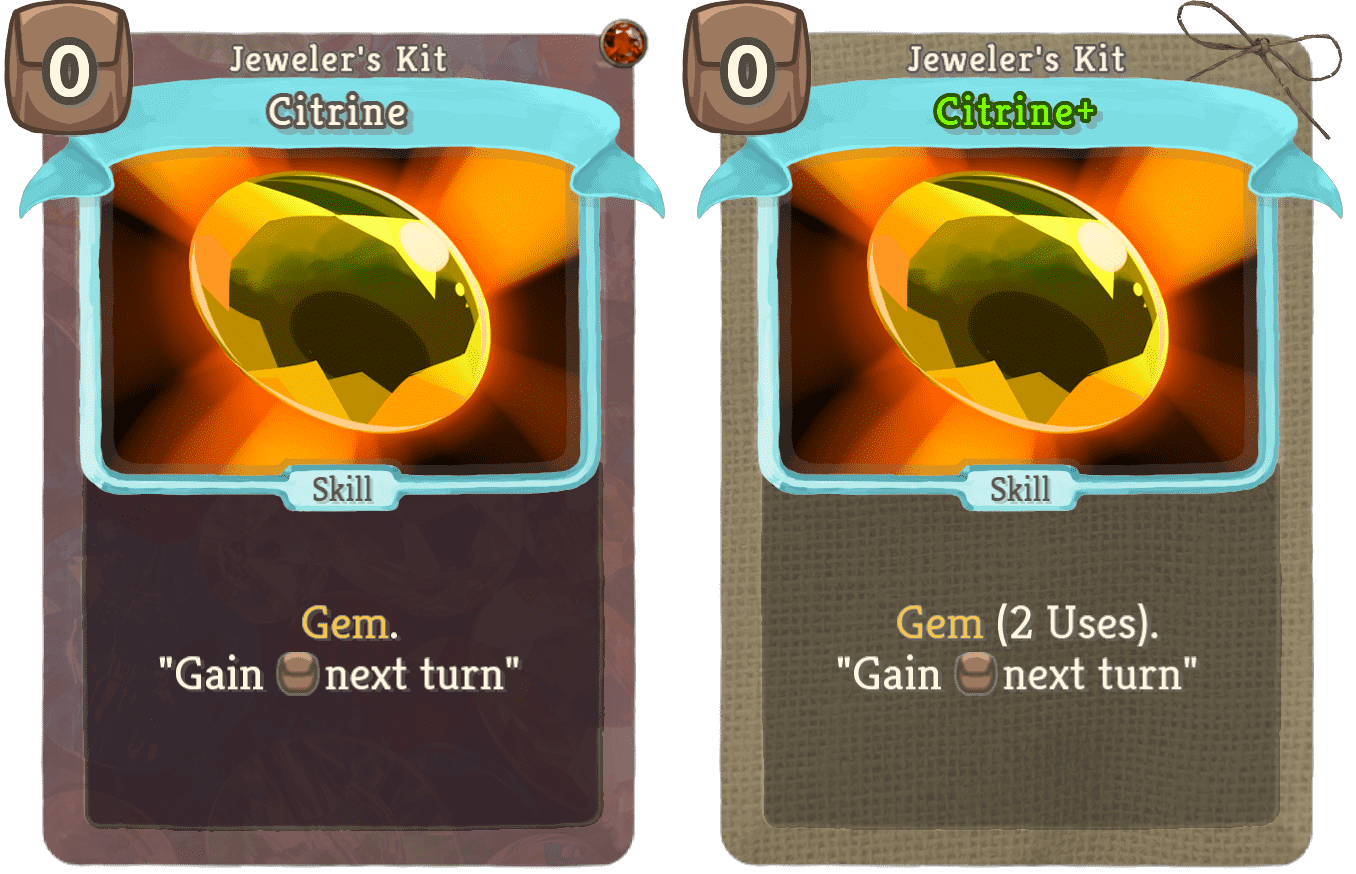 0
Jeweler's Kit
Citrine
Skill
Gem.
"Gain next turn"
0
Jeweler's Kit
Citrine+
Skill
Gem (2 Uses).
"Gain next turn"